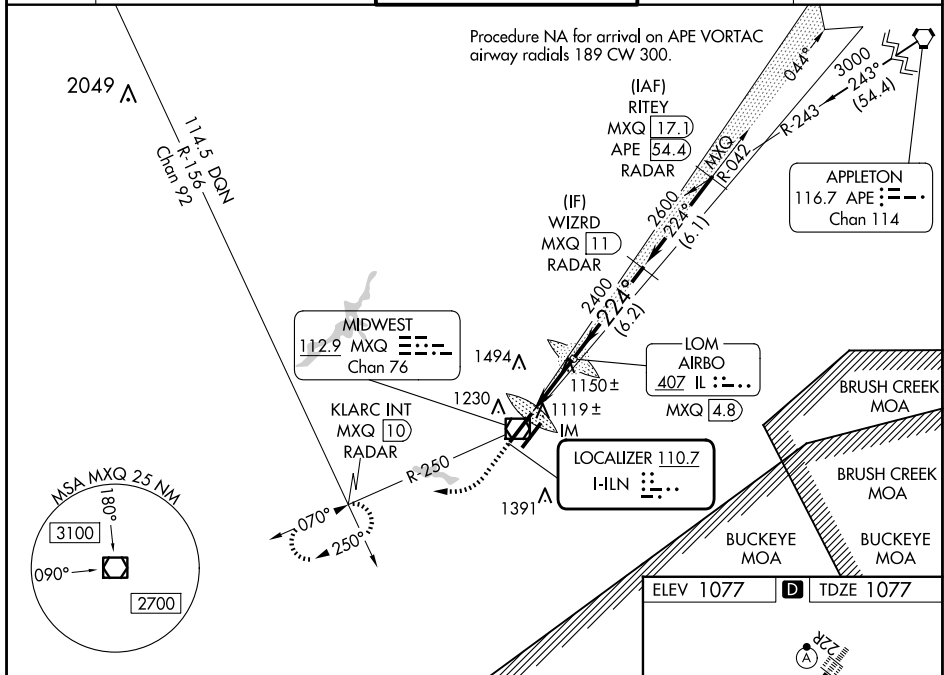 Procedure NA for arrival on APE VORTAC
airway radials 189 CW 300.
2049
114.5 DQN
R-156
Chan 92
(IAF)
RITEY
MXQ 17.1
APE 54.4
RADAR
044°
3000
243°
(54.4)
R-243
MXQ
R-042
APPLETON
116.7 APE
Chan 114
(IF)
WIZRD
MXQ 11
RADAR
2600
224°
(6.1)
2400
224°
(6.2)
MIDWEST
112.9 MXQ
Chan 76
1494
1150 ±
LOM
AIRBO
407 IL
MXQ 4.8
1230
1119 ±
IM
KLARC INT
MXQ 10
RADAR
R-250
LOCALIZER 110.7
I-ILN
1391
BRUSH CREEK
MOA
BRUSH CREEK
MOA
BUCKEYE
MOA
BUCKEYE
MOA
070°
250°
MSA MXQ 25 NM
180°
3100
090°
2700
ELEV 1077
D
TDZE 1077
A
22R